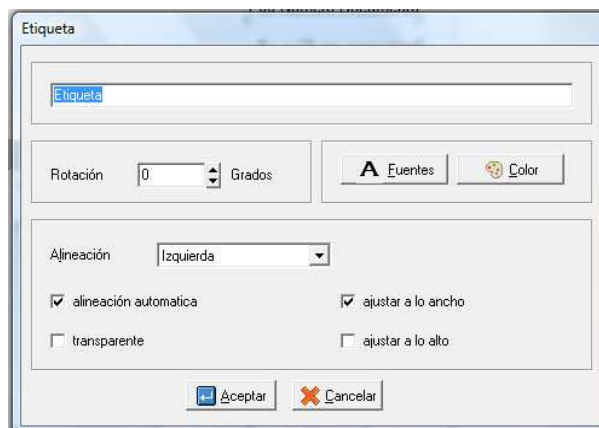 Etiqueta
Etiqueta
Rotación 0 Grados
A Fuentes Color
Alineación Izquierda
alineación automatica ajustar a lo ancho
transparente ajustar a lo alto
Aceptar Cancelar